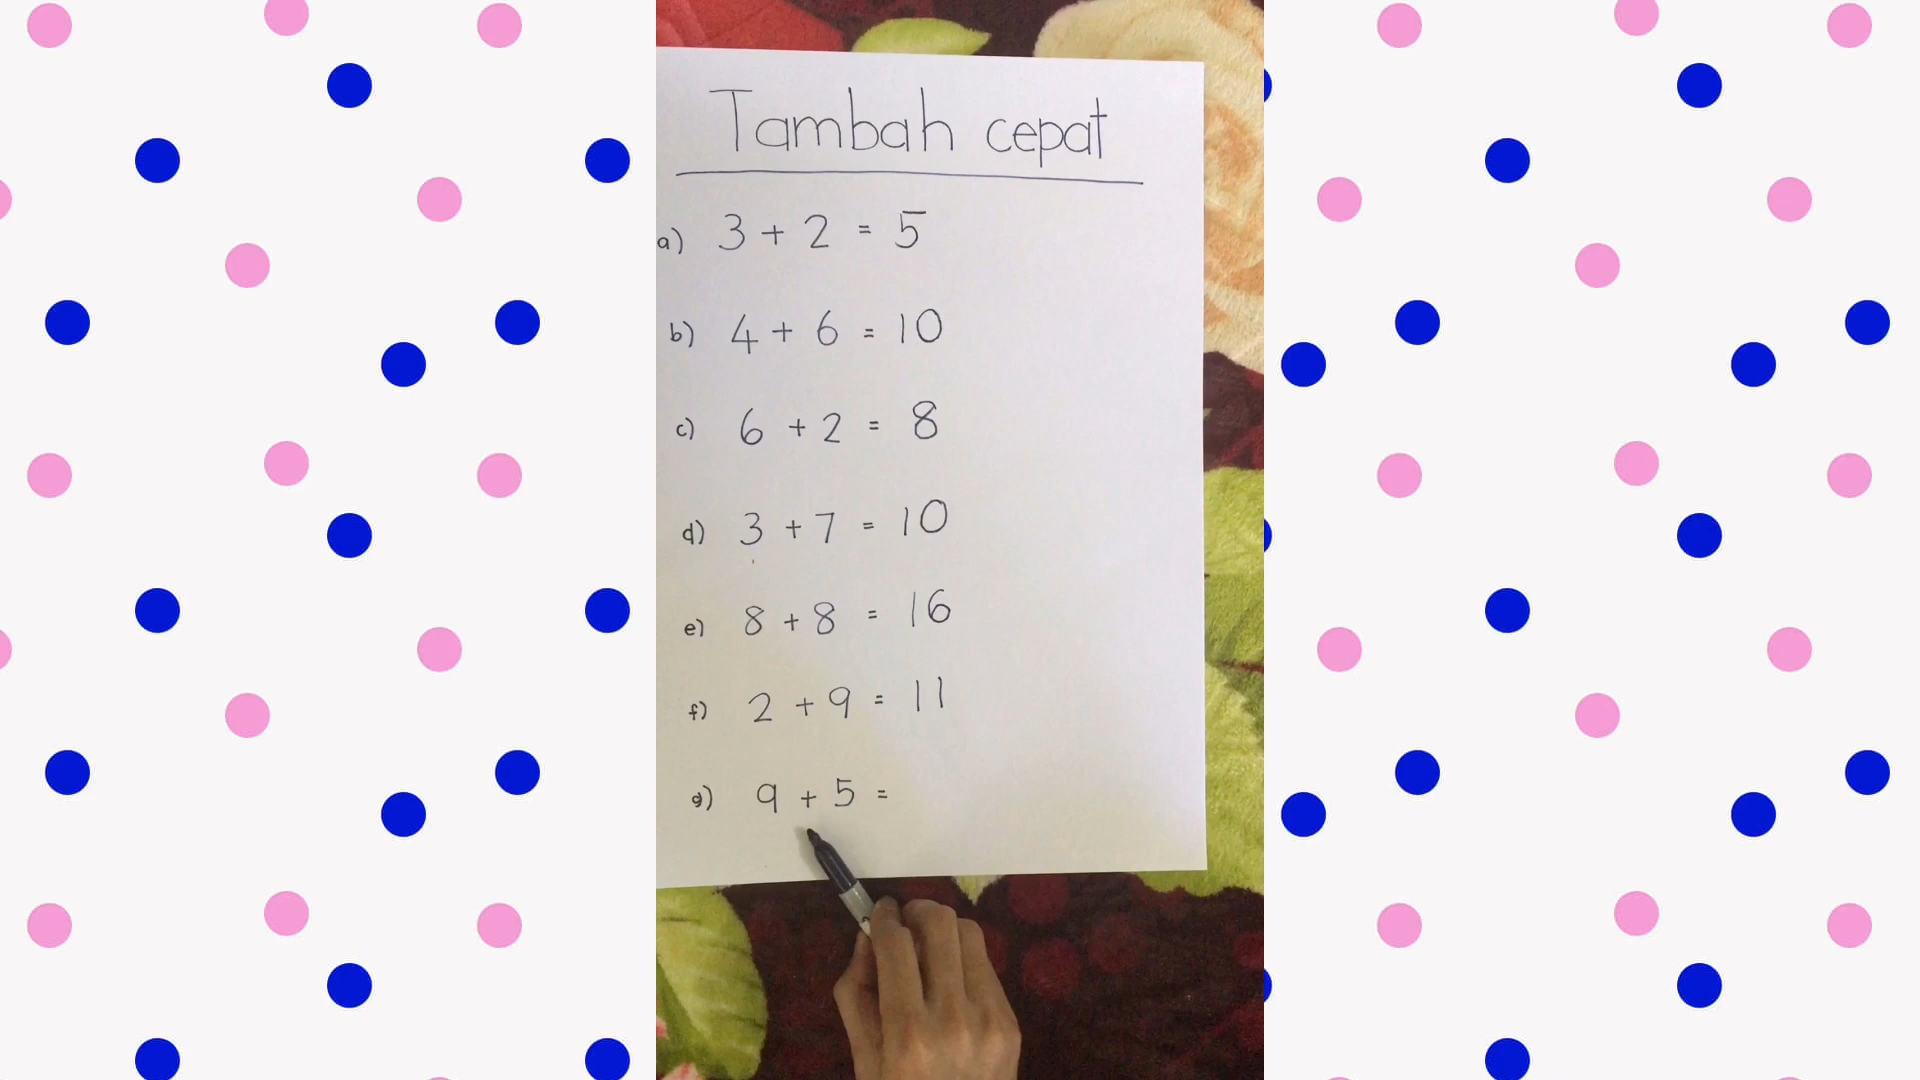 Tambah cepat
a) 3 + 2 = 5
b) 4 + 6 = 10
c) 6 + 2 = 8
d) 3 + 7 = 10
e) 8 + 8 = 16
f) 2 + 9 = 11
g) 9 + 5 =